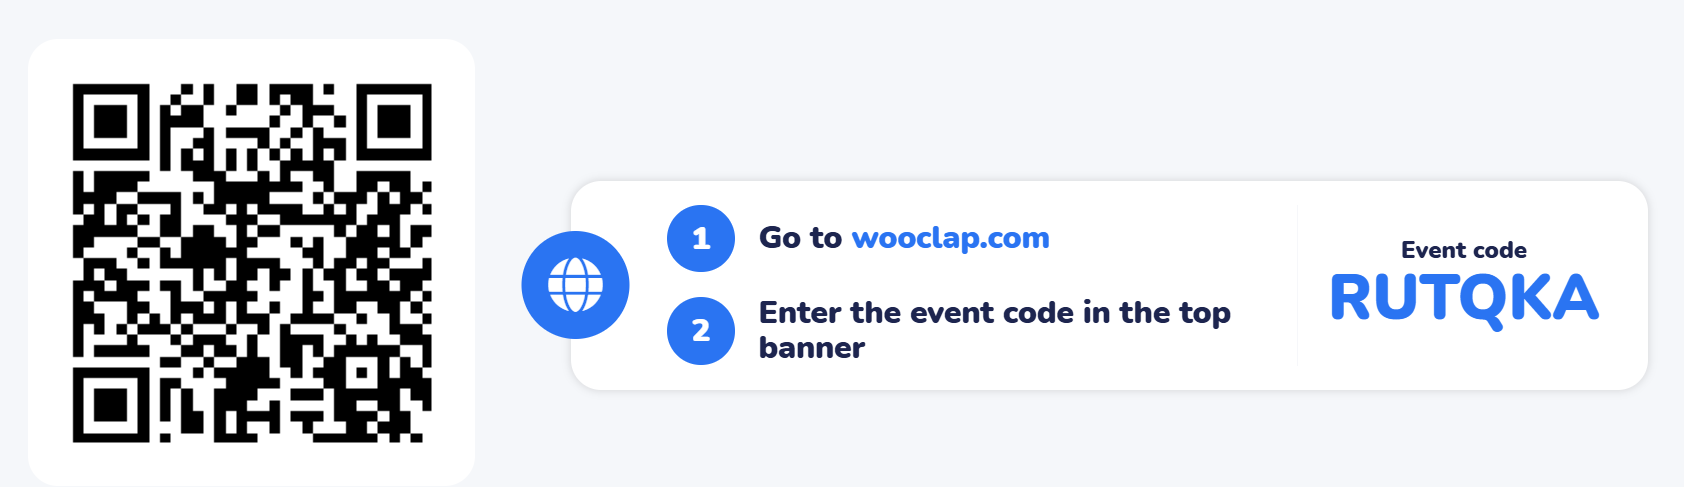 1
Go to wooclap.com
2
Enter the event code in the top
banner
Event code
RUTQKA